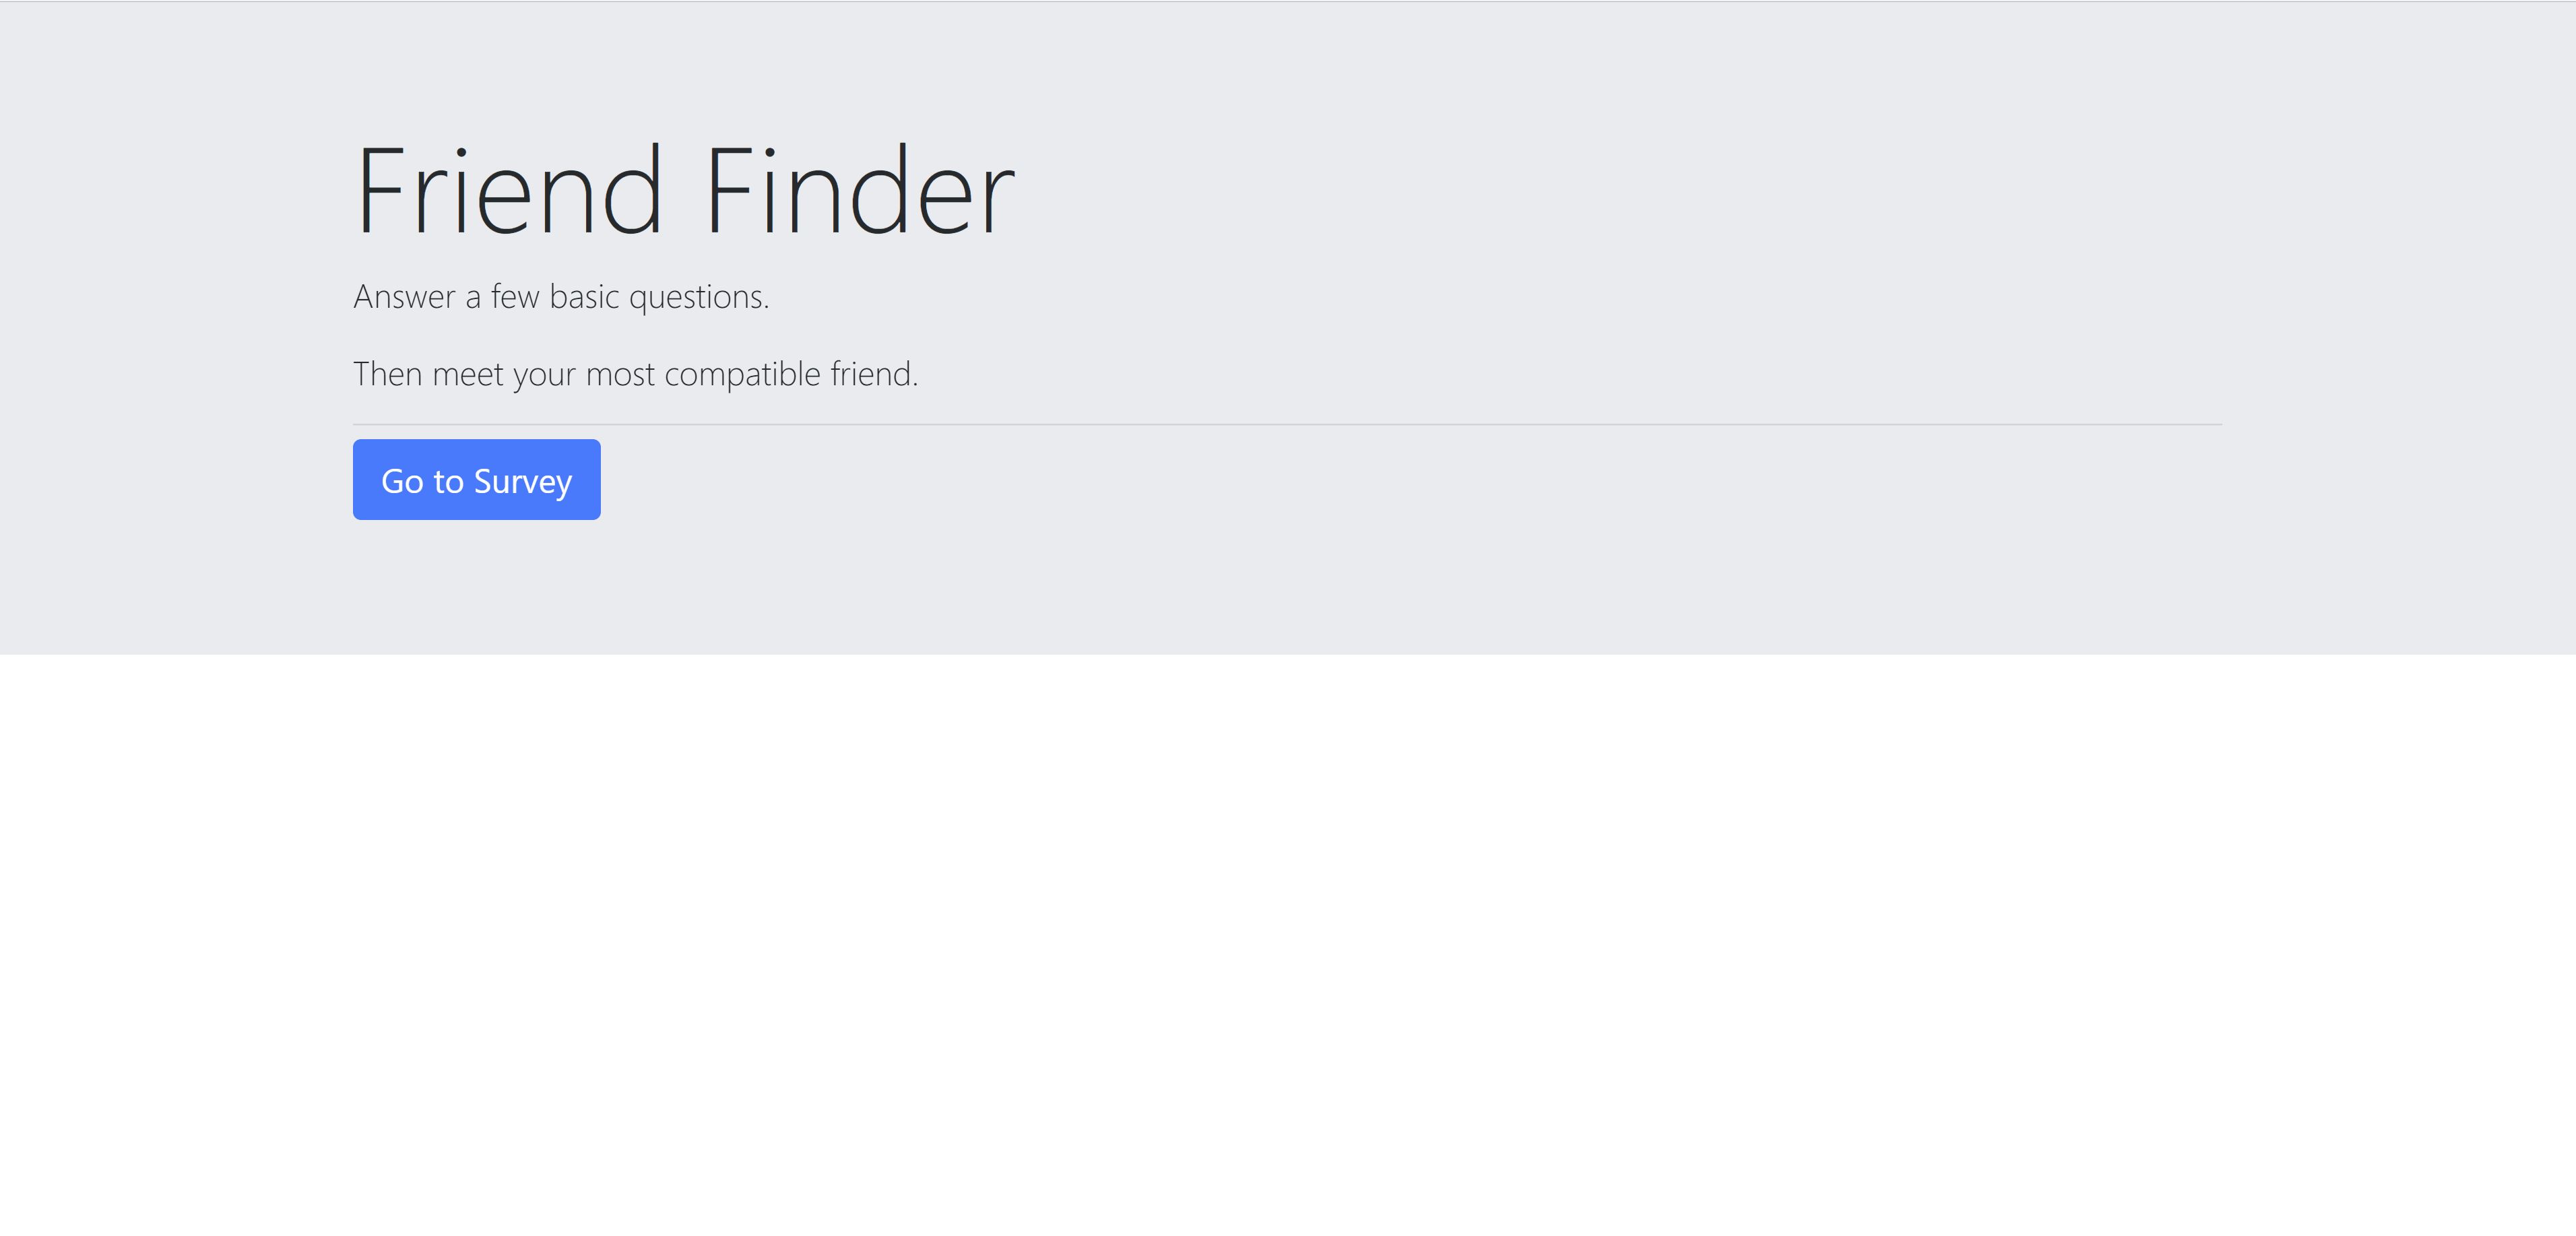 Friend Finder
Answer a few basic questions.
Then meet your most compatible friend.
Go to Survey